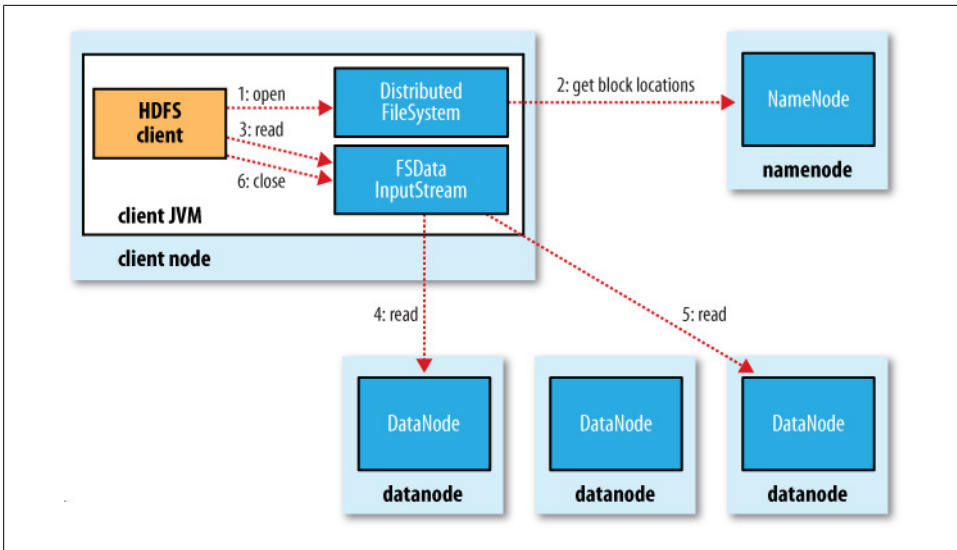 HDFS
client
1: open
3: read
6: close
Distributed
FileSystem
FSData
InputStream
client JVM
client node
2: get block locations
NameNode
namenode
4: read
5: read
DataNode
datanode
DataNode
datanode
DataNode
datanode